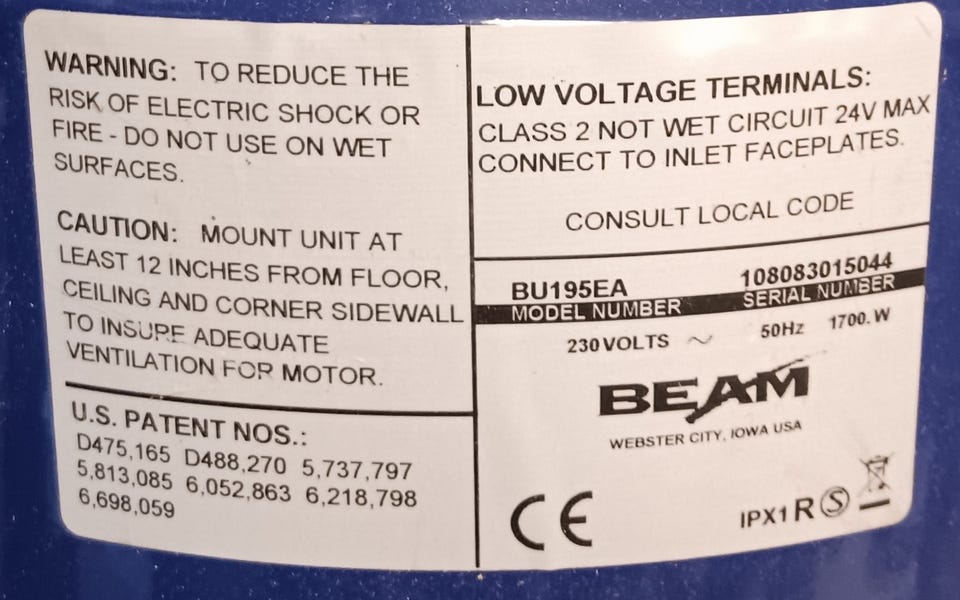 WARNING: TO REDUCE THE
RISK OF ELECTRIC SHOCK OR
FIRE - DO NOT USE ON WET
SURFACES.
CAUTION: MOUNT UNIT AT
LEAST 12 INCHES FROM FLOOR,
CEILING AND CORNER SIDEWALL
TO INSURE ADEQUATE
VENTILATION FOR MOTOR.
U.S. PATENT NOS.:
D475,165 D488,270 5,737,797
5,813,085 6,052,863 6,218,798
6,698,059
LOW VOLTAGE TERMINALS:
CLASS 2 NOT WET CIRCUIT 24V MAX
CONNECT TO INLET FACEPLATES.
CONSULT LOCAL CODE
BU195EA 108083015044
MODEL NUMBER SERIAL NUMBER
230 VOLTS ~ 50Hz 1700. W
BEAM
WEBSTER CITY, IOWA USA
CE IPX1 R S